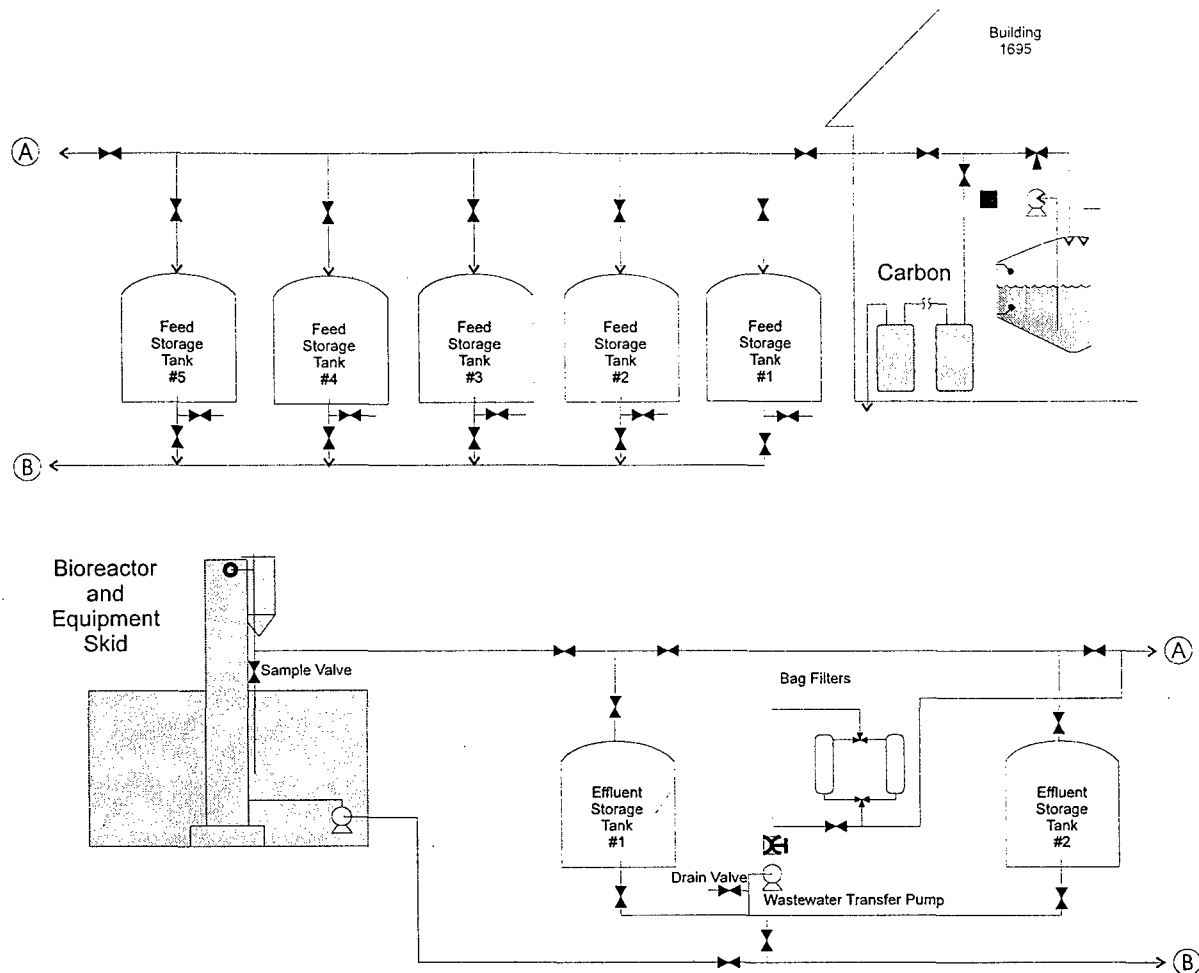 Building
1695
A
Carbon
Feed
Storage
Tank
#5
Feed
Storage
Tank
#4
Feed
Storage
Tank
#3
Feed
Storage
Tank
#2
Feed
Storage
Tank
#1
B
Bioreactor
and
Equipment
Skid
Sample Valve
A
Bag Filters
Effluent
Storage
Tank
#1
Effluent
Storage
Tank
#2
Drain Valve
Wastewater Transfer Pump
B